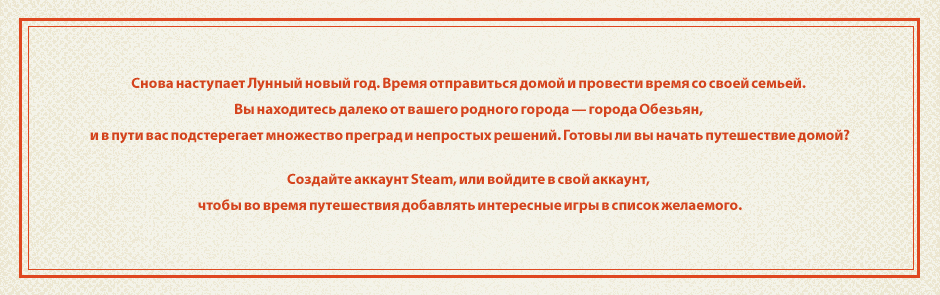 Снова наступает Лунный новый год. Время отправиться домой и провести время со своей семьей.
Вы находитесь далеко от вашего родного города — города Обезьян,
и в пути вас подстерегает множество преград и непростых решений. Готовы ли вы начать путешествие домой?
Создайте аккаунт Steam, или войдите в свой аккаунт,
чтобы во время путешествия добавлять интересные игры в список желаемого.